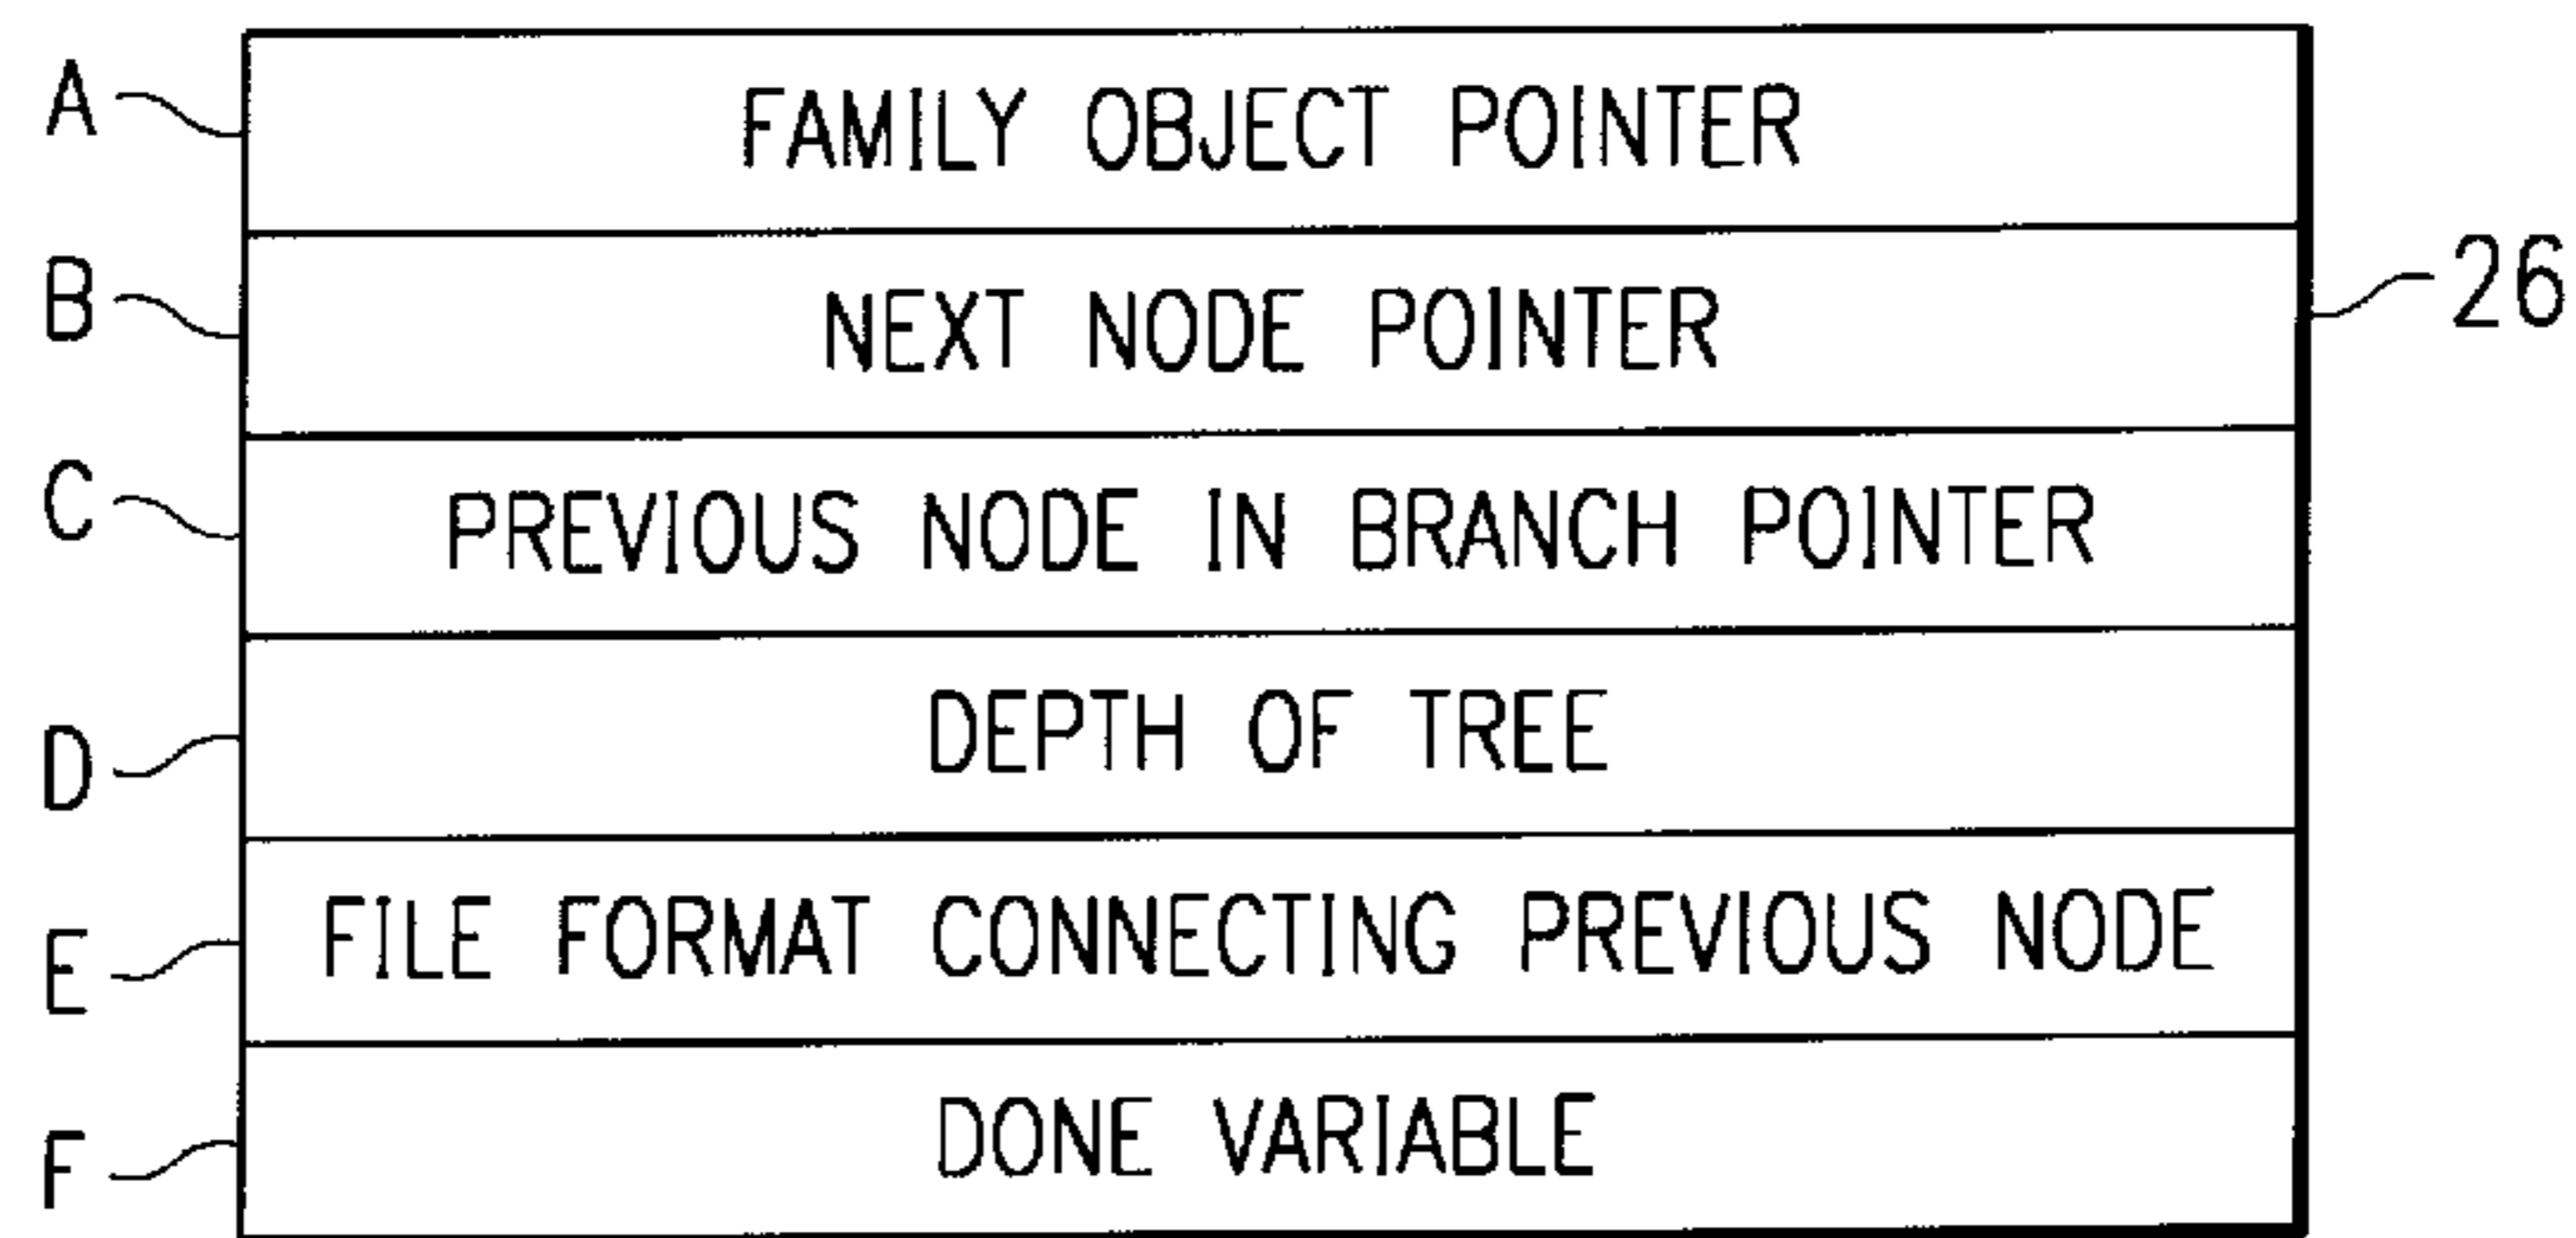 A FAMILY OBJECT POINTER
B NEXT NODE POINTER 26
C PREVIOUS NODE IN BRANCH POINTER
D DEPTH OF TREE
E FILE FORMAT CONNECTING PREVIOUS NODE
F DONE VARIABLE